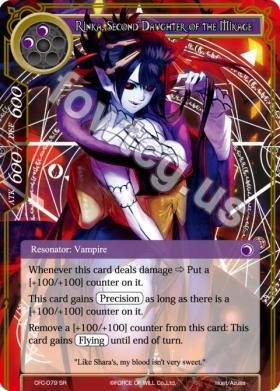 Rinka, Second Daughter of the Mirage
ATK 600
DEF 600
fowtcg.us
Resonator: Vampire
Whenever this card deals damage ⇨ Put a
[+100/+100] counter on it.
This card gains Precision as long as there is a
[+100/+100] counter on it.
Remove a [+100/+100] counter from this card: This
card gains Flying until end of turn.
"Like Shara's, my blood isn't very sweet."
CFC-079 SR
©FORCE OF WILL Co.,Ltd.